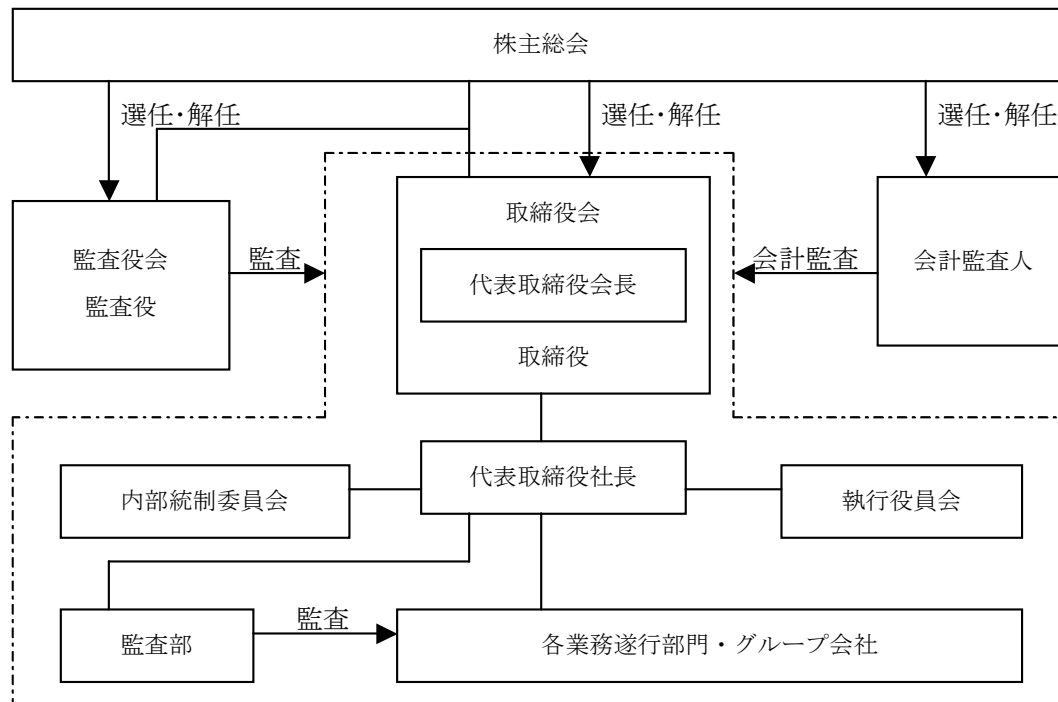 株主総会
選任・解任
選任・解任
選任・解任
取締役会
監査役会
監査役
監査
代表取締役会長
会計監査
会計監査人
取締役
代表取締役社長
内部統制委員会
執行役員会
監査部
監査
各業務遂行部門・グループ会社